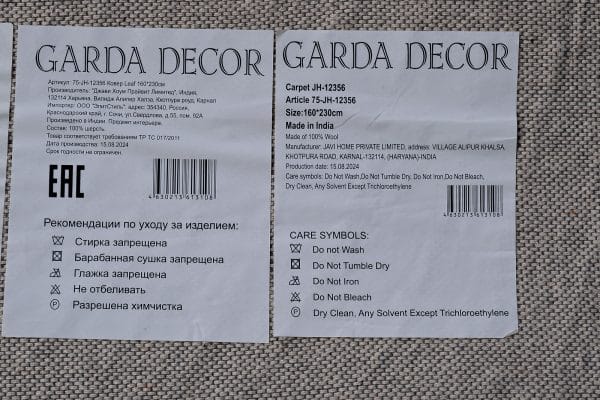 GARDA DECOR
Артикул: 75-JH-12356 Ковер Leaf 160*230см
Производитель: "Джави Хоум Прайвит Лимитед", Индия,
132114 Харьяна, Виладж Алипур Халза, Кхотпура роуд, Карнал
Импортер: ООО "ЭлитСтиль", адрес: 354340, Россия,
Краснодарский край, г. Сочи, ул.Свердлова, д.55, пом. 92А
Произведено в Индии. Предмет интерьера.
Состав: 100% шерсть.
Товар соответствует требованиям ТР ТС 017/2011
Дата производства: 15.08.2024
Срок годности не ограничен.
EAC
4 630213 613108
Рекомендации по уходу за изделием:
Стирка запрещена
Барабанная сушка запрещена
Глажка запрещена
Не отбеливать
P Разрешена химчистка
GARDA DECOR
Carpet JH-12356
Article 75-JH-12356
Size:160*230cm
Made in India
Made of 100% Wool
Manufacturer: JAVI HOME PRIVATE LIMITED, address: VILLAGE ALIPUR KHALSA,
KHOTPURA ROAD, KARNAL-132114, (HARYANA)-INDIA
Production date: 15.08.2024
Care symbols: Do Not Wash,Do Not Tumble Dry, Do Not Iron,Do Not Bleach,
Dry Clean, Any Solvent Except Trichloroethylene
4 630213 613108
CARE SYMBOLS:
Do not Wash
Do Not Tumble Dry
Do Not Iron
Do Not Bleach
P Dry Clean, Any Solvent Except Trichloroethylene